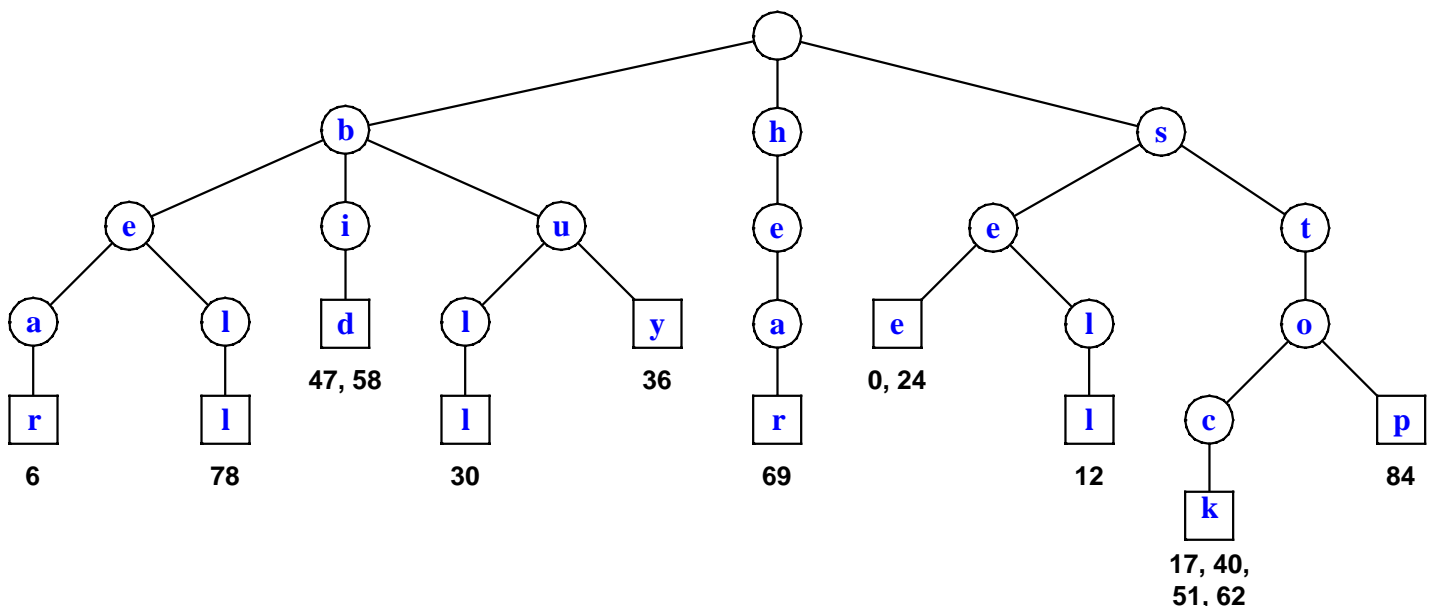 b h s
e i u e e t
a l d l y a e l o
47, 58 36 0, 24
r l l r l c p
6 78 30 69 12 84
k
17, 40,
51, 62